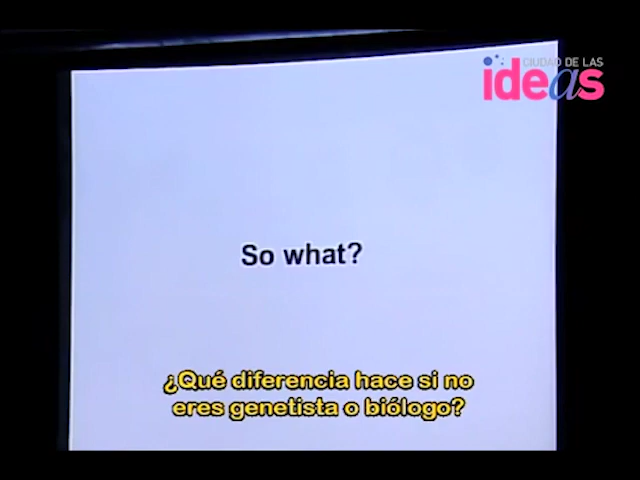 CIUDAD DE LAS
ideas
So what?
¿Qué diferencia hace si no
eres genetista o biólogo?